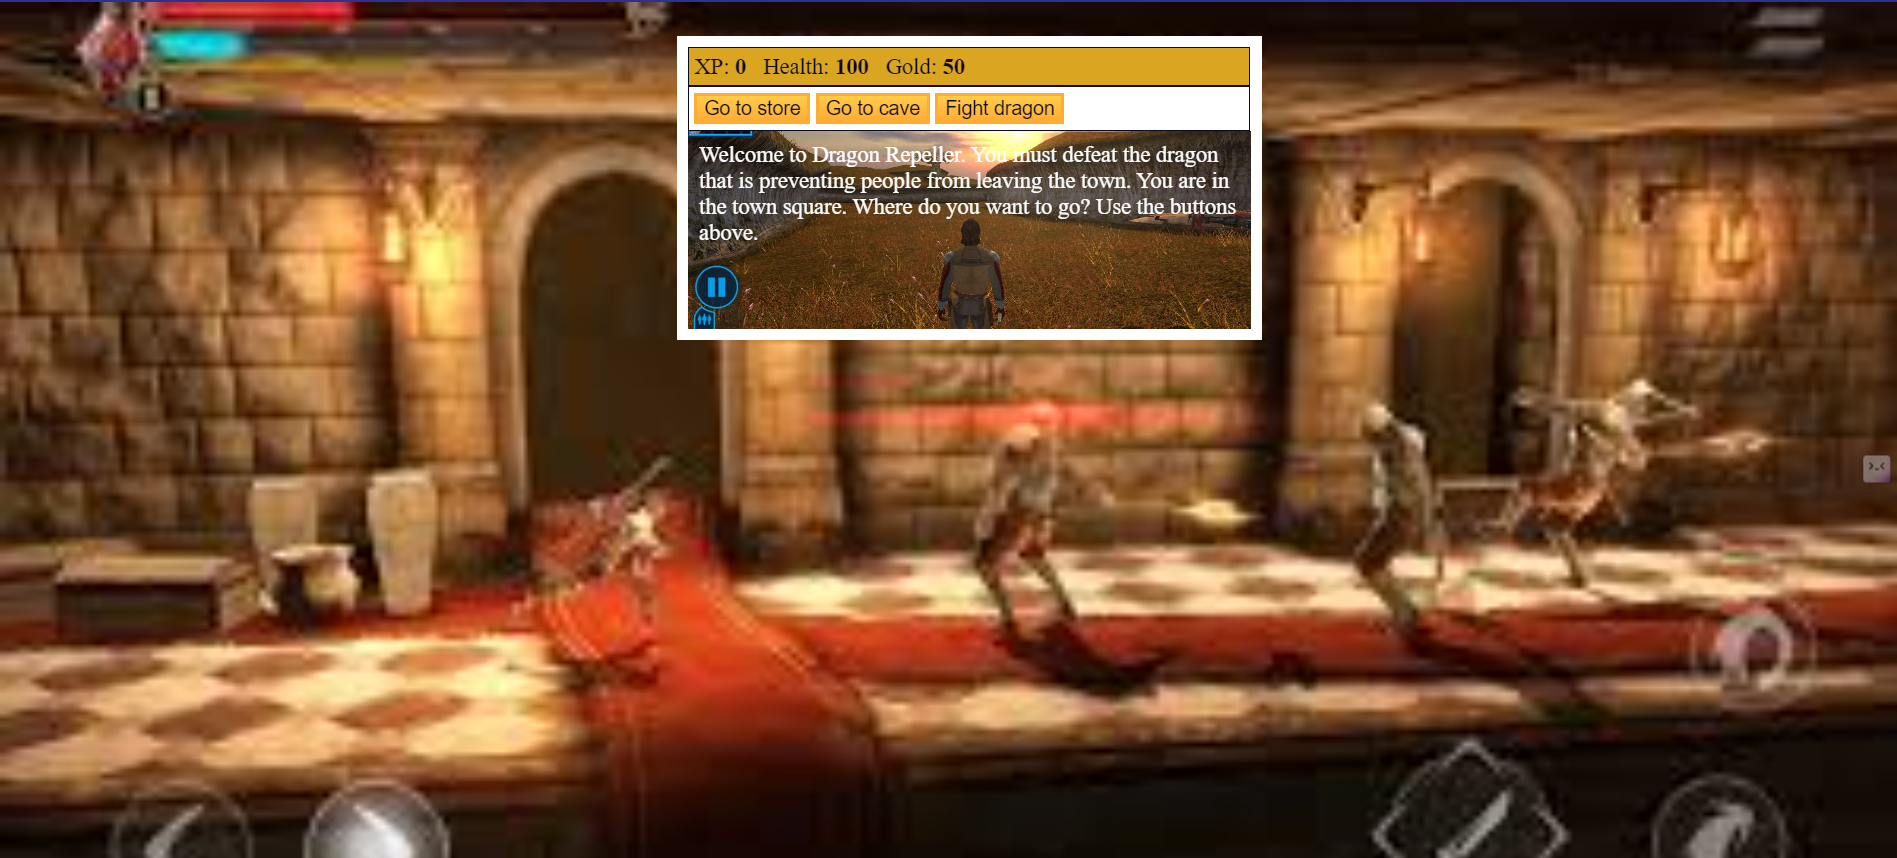 XP: 0 Health: 100 Gold: 50
Go to store Go to cave Fight dragon
Welcome to Dragon Repeller. You must defeat the dragon
that is preventing people from leaving the town. You are in
the town square. Where do you want to go? Use the buttons
above.